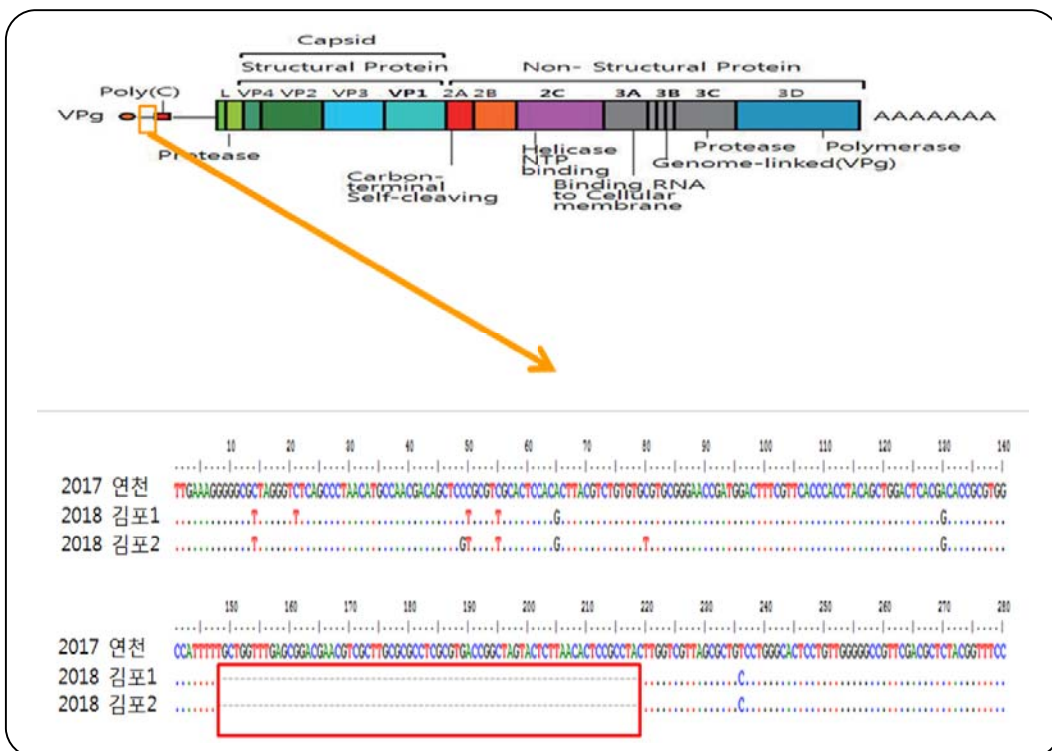 Capsid
Structural Protein Non- Structural Protein
Poly(C) L VP4 VP2 VP3 VP1 2A 2B 2C 3A 3B 3C 3D
VPg AAAAAAA
Protease Helicase Protease Polymerase
NTP Genome-linked(VPg)
Carbon- binding
terminal Binding RNA
Self-cleaving to Cellular
membrane
10 20 30 40 50 60 70 80 90 100 110 120 130 140
2017 연천 TTGAAAGGGGGCGCTAGGGTCTCAGCCCTAACATGCCAACGACAGCTCCCGCGTCGCACTCCACACTTACGTCTGTGTGCGTGCGGGAACCGATGGACTTTCGTTCACCCACCTACAGCTGGACTCACGACACCGCGTGG
2018 김포1 T T T T G G
2018 김포2 T GT T G T G
150 160 170 180 190 200 210 220 230 240 250 260 270 280
2017 연천 CCATTTTTGCTGGTTTGAGCGGACGAACGTCGCTTGCGCGCCTCGCGTGACCGGCTAGTACTCTTAACACTCCGCCTACTTGGTCGTTAGCGCTGTCCTGGGCACTCCTGTTGGGGGCCGTTCGACGCTCTACGGTTTCC
2018 김포1 C
2018 김포2 C